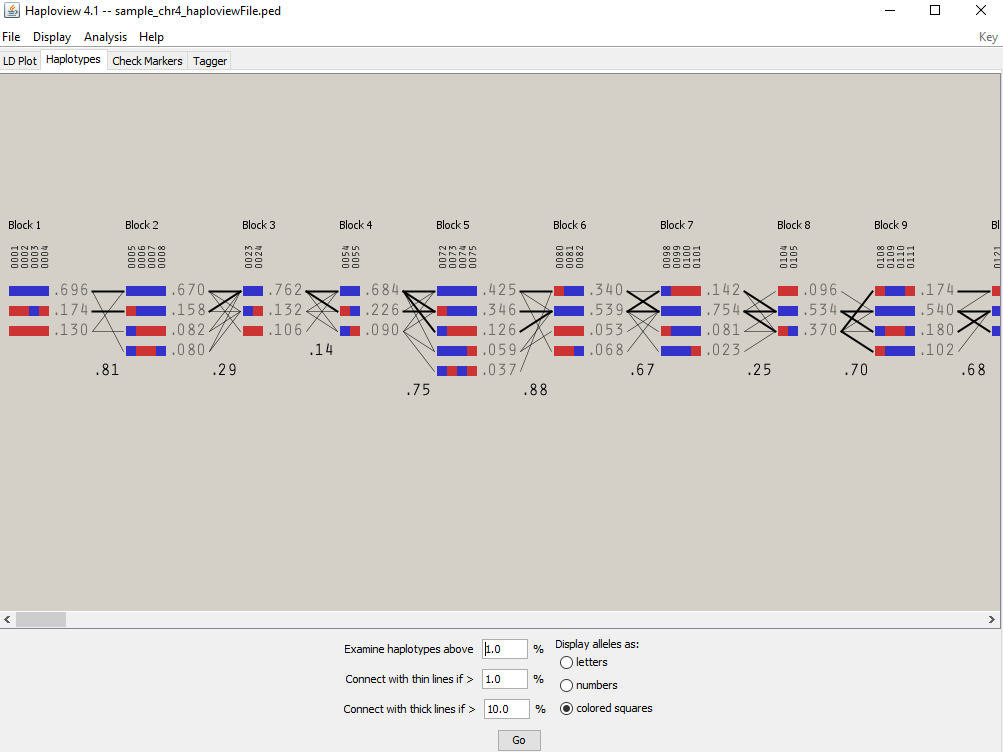 Haploview 4.1 -- sample_chr4_haploviewFile.ped
File Display Analysis Help Key
LD Plot Haplotypes Check Markers Tagger
Block 1 Block 2 Block 3 Block 4 Block 5 Block 6 Block 7 Block 8 Block 9 Bl
0001 0002 0003 0004 0005 0006 0007 0008 0023 0024 0054 0055 0072 0073 0074 0075 0080 0081 0082 0098 0099 0100 0101 0104 0105 0108 0109 0110 0111 0121
.696 .670 .762 .684 .425 .340 .142 .096 .174
.174 .158 .132 .226 .346 .539 .754 .534 .540
.130 .082 .106 .090 .126 .053 .081 .370 .180
.080 .14 .059 .068 .023 .102
.81 .29 .037 .67 .25 .70 .68
.75 .88
Examine haplotypes above 1.0 %
Connect with thin lines if > 1.0 %
Connect with thick lines if > 10.0 %
Display alleles as:
letters
numbers
colored squares
Go